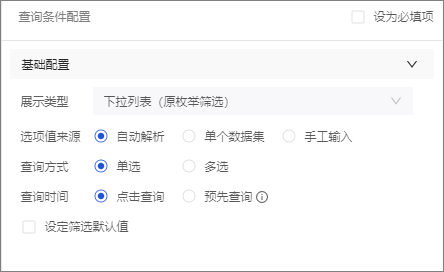 查询条件配置 设为必填项
基础配置
展示类型 下拉列表（原枚举筛选）
选项值来源 自动解析 单个数据集 手工输入
查询方式 单选 多选
查询时间 点击查询 预先查询
设定筛选默认值